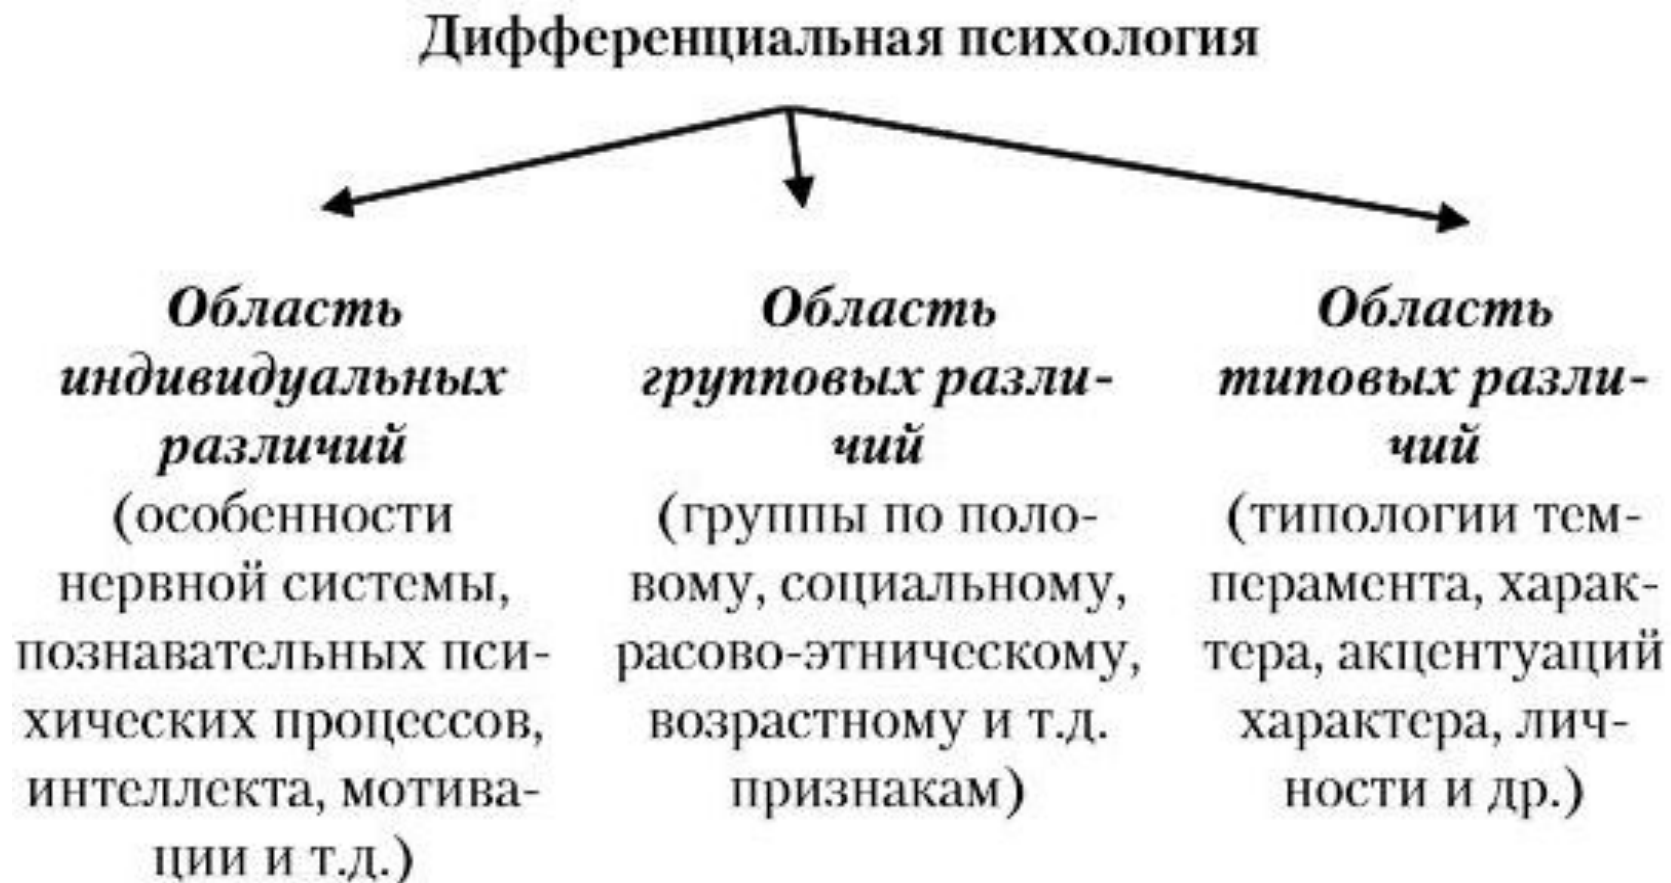 Дифференциальная психология
Область
индивидуальных
различий
(особенности
нервной системы,
познавательных пси-
хических процессов,
интеллекта, мотива-
ции и т.д.)
Область
групповых разли-
чий
(группы по поло-
вому, социальному,
расово-этническому,
возрастному и т.д.
признакам)
Область
типовых разли-
чий
(типологии тем-
перамента, харак-
тера, акцентуаций
характера, лич-
ности и др.)